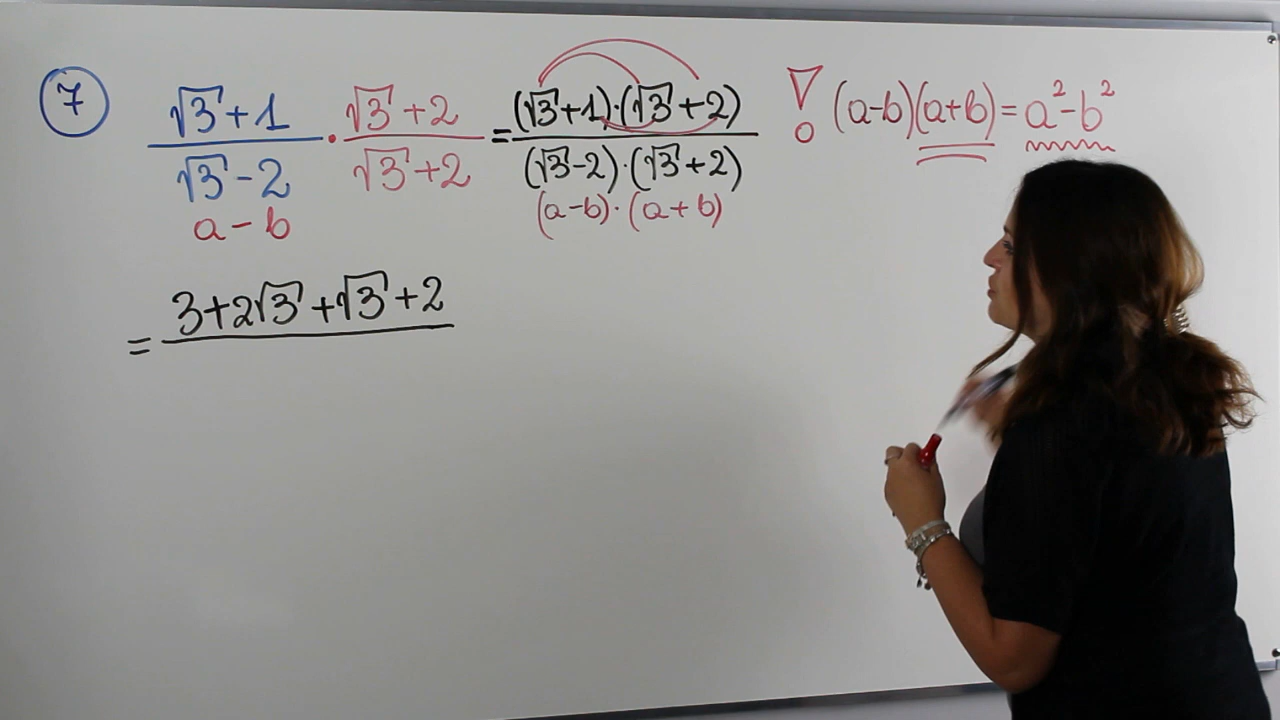 7 (√3+1)/(√3-2) · (√3+2)/(√3+2) = ((√3+1)·(√3+2))/((√3-2)·(√3+2)) ! (a-b)(a+b) = a²-b²
a-b (a-b)·(a+b)
= 3+2√3+√3+2